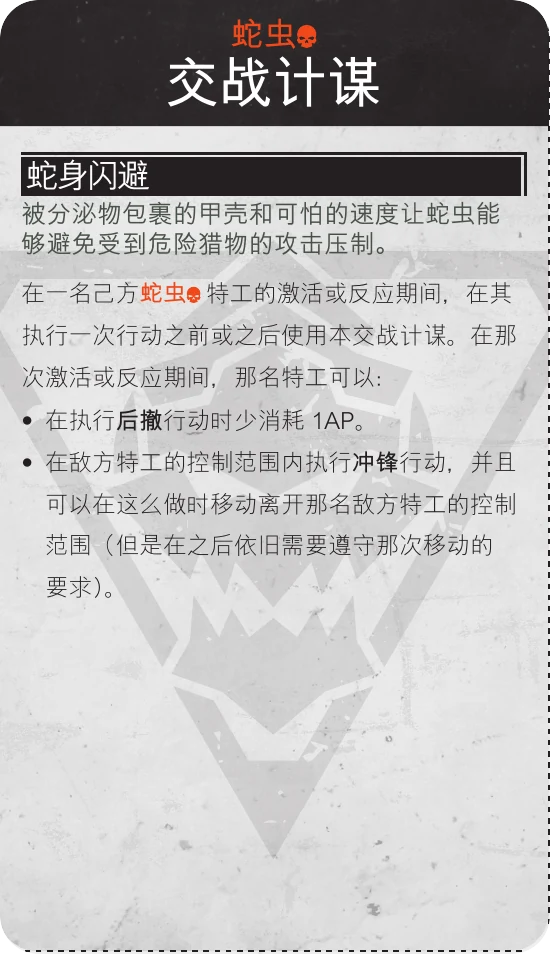 蛇虫
交战计谋
蛇身闪避
被分泌物包裹的甲壳和可怕的速度让蛇虫能
够避免受到危险猎物的攻击压制。
在一名己方蛇虫 特工的激活或反应期间，在其
执行一次行动之前或之后使用本交战计谋。在那
次激活或反应期间，那名特工可以:
• 在执行后撤行动时少消耗 1AP。
• 在敌方特工的控制范围内执行冲锋行动，并且
可以在这么做时移动离开那名敌方特工的控制
范围（但是在之后依旧需要遵守那次移动的
要求）。